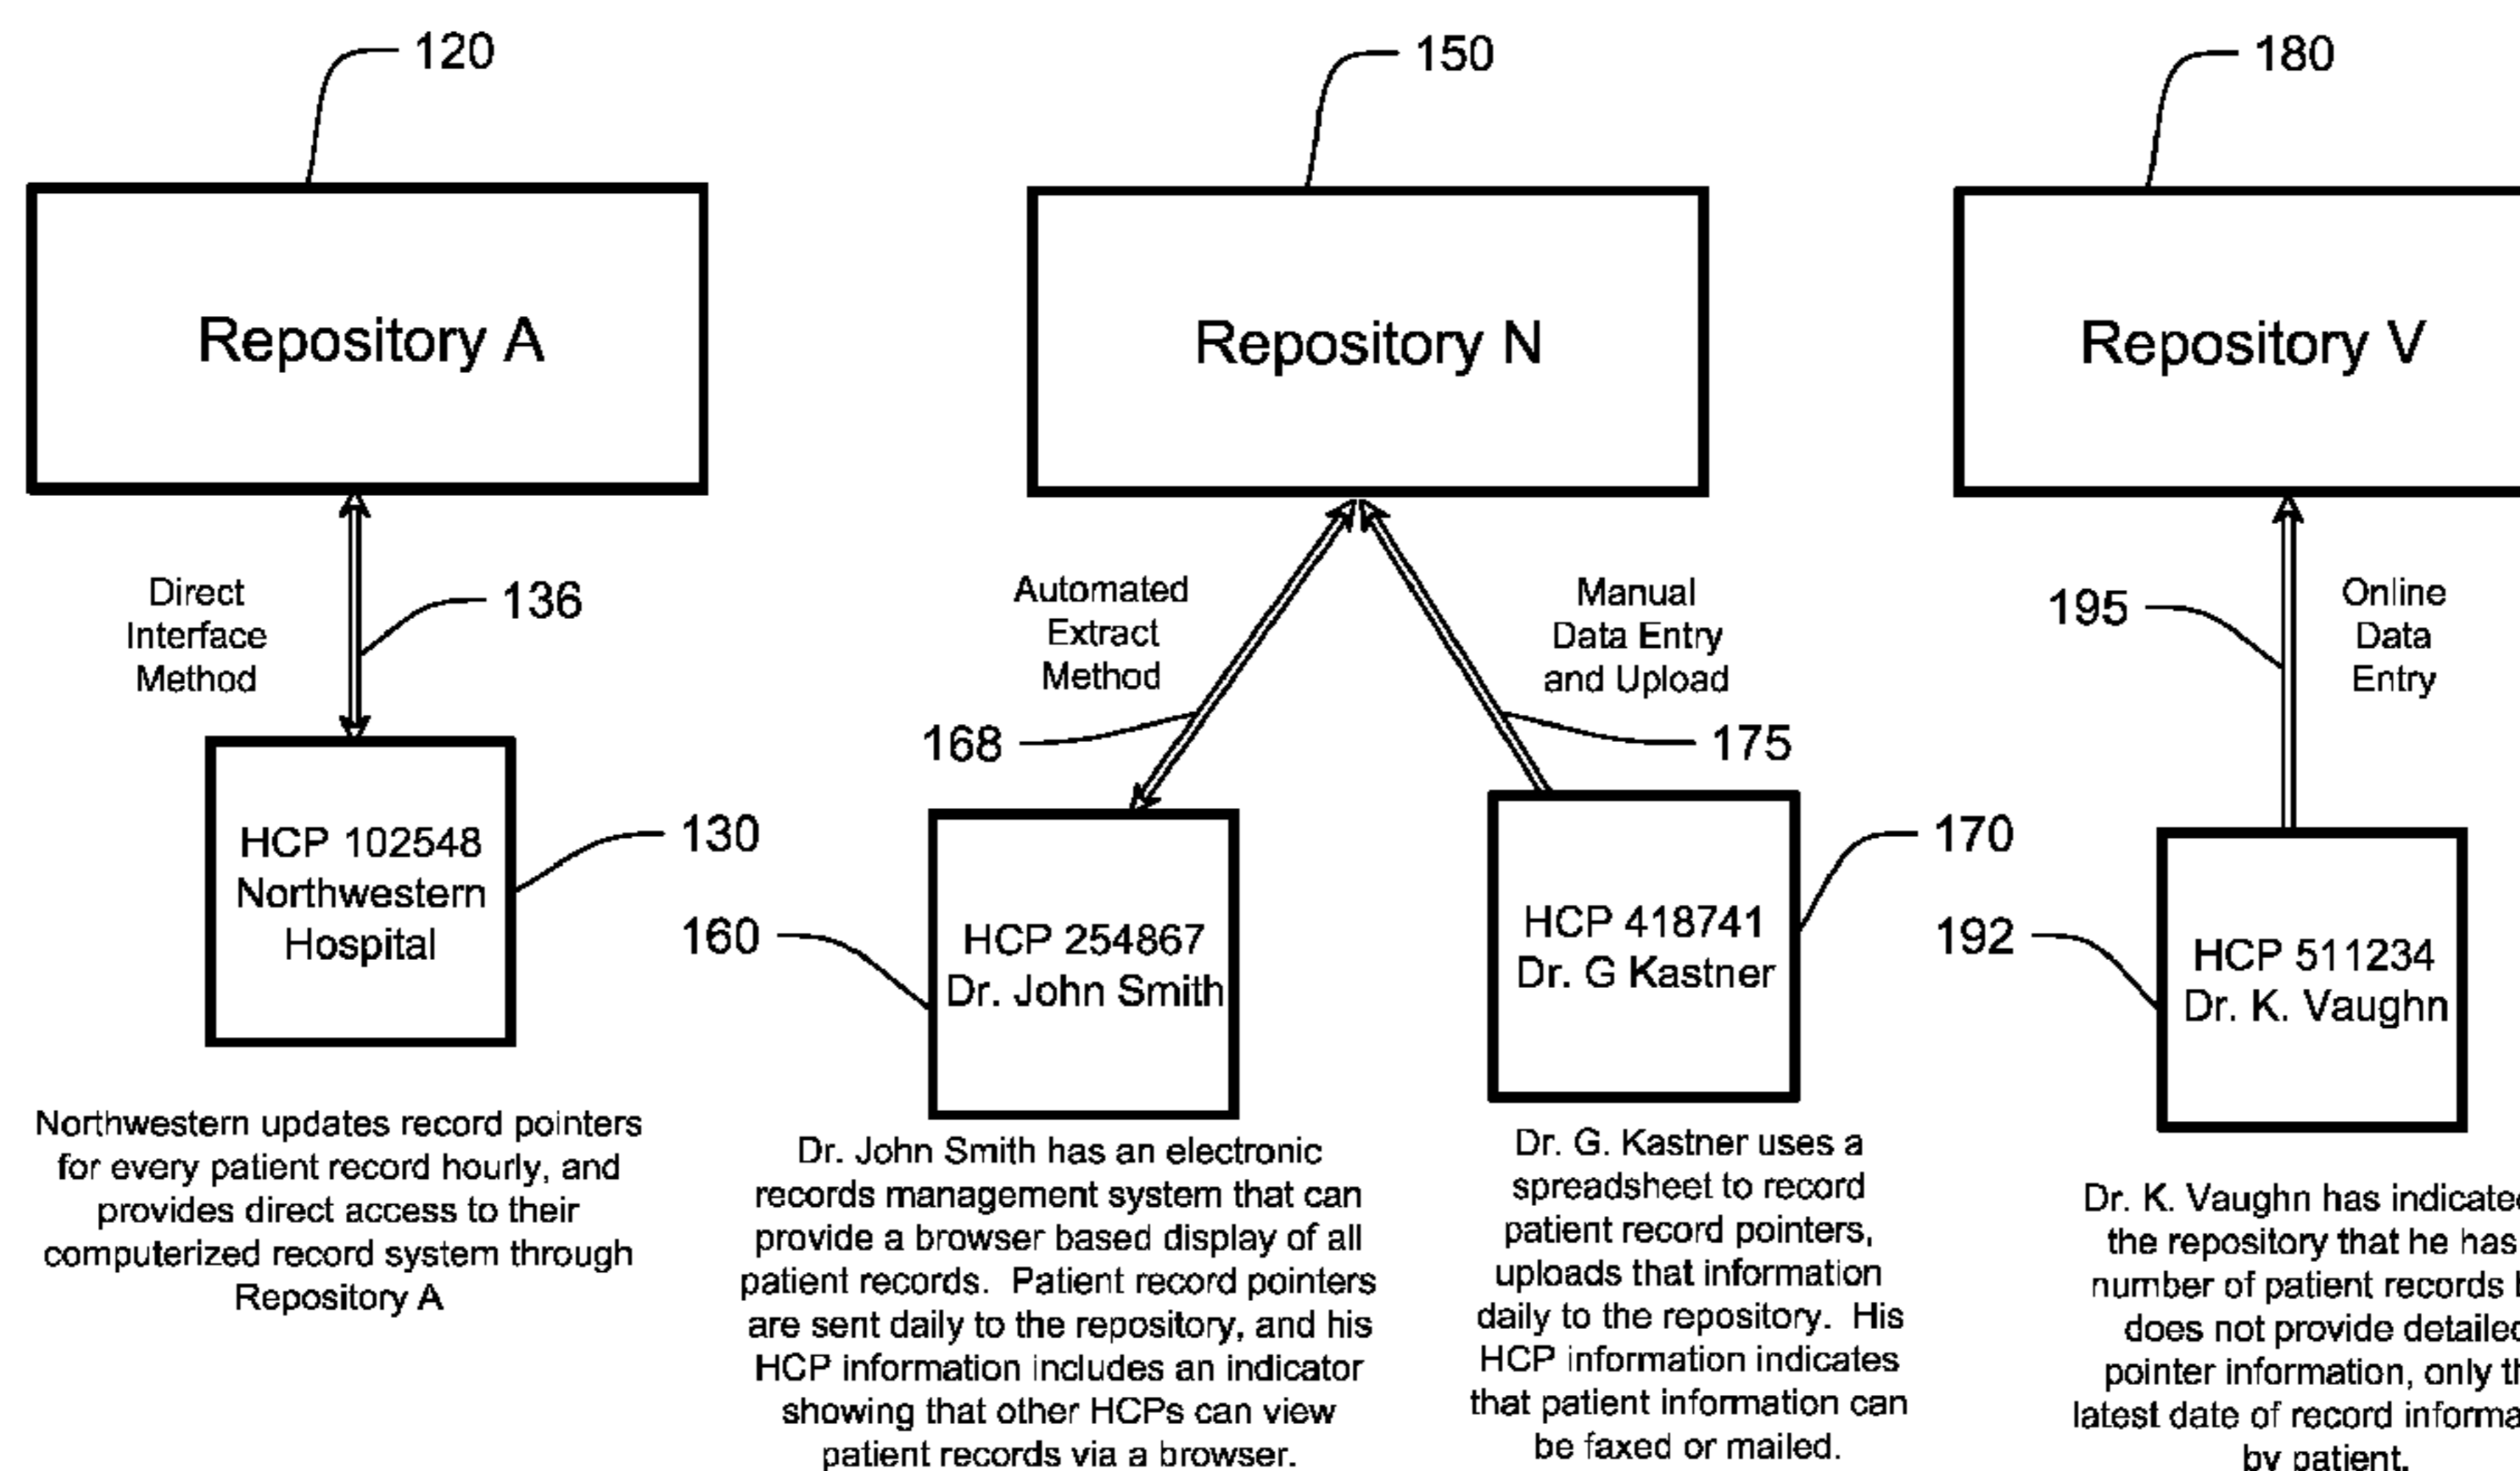 120
150
180
Repository A
Repository N
Repository V
Direct
Interface
Method
136
Automated
Extract
Method
168
Manual
Data Entry
and Upload
175
195
Online
Data
Entry
HCP 102548
Northwestern
Hospital
130
160
HCP 254867
Dr. John Smith
HCP 418741
Dr. G Kastner
170
192
HCP 511234
Dr. K. Vaughn
Northwestern updates record pointers
for every patient record hourly, and
provides direct access to their
computerized record system through
Repository A
Dr. John Smith has an electronic
records management system that can
provide a browser based display of all
patient records. Patient record pointers
are sent daily to the repository, and his
HCP information includes an indicator
showing that other HCPs can view
patient records via a browser.
Dr. G. Kastner uses a
spreadsheet to record
patient record pointers,
uploads that information
daily to the repository. His
HCP information indicates
that patient information can
be faxed or mailed.
Dr. K. Vaughn has
the repository that he has
number of patient records
does not provide
pointer information, only
latest date of record
by patient.